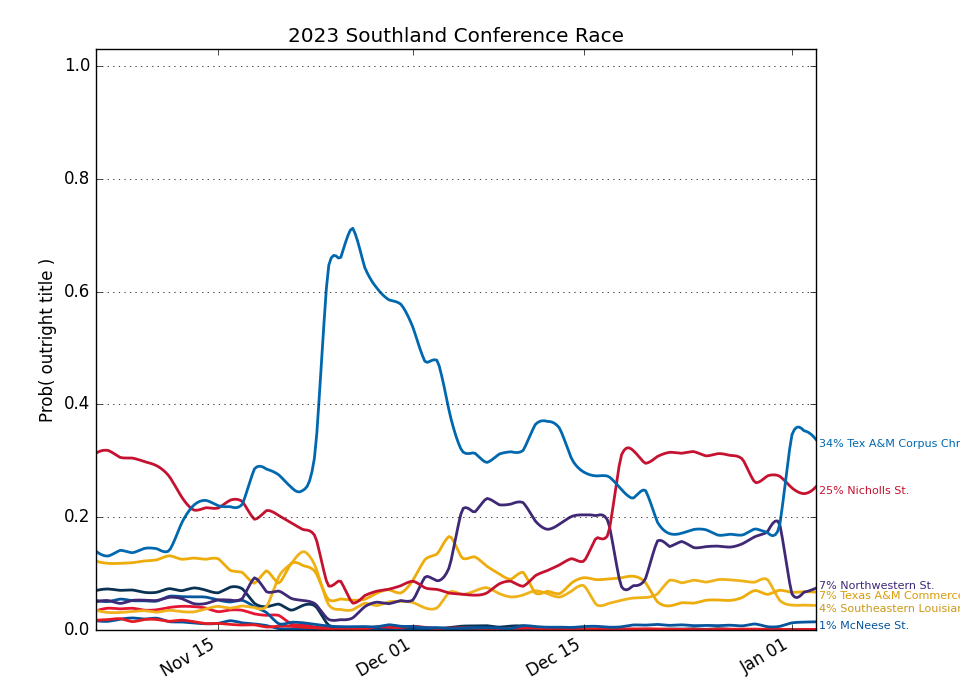 2023 Southland Conference Race
Prob( outright title )
1.0
0.8
0.6
0.4
0.2
0.0
Nov 15
Dec 01
Dec 15
Jan 01
34% Tex A&M Corpus Chr
25% Nicholls St.
7% Northwestern St.
7% Texas A&M Commerce
4% Southeastern Louisian
1% McNeese St.